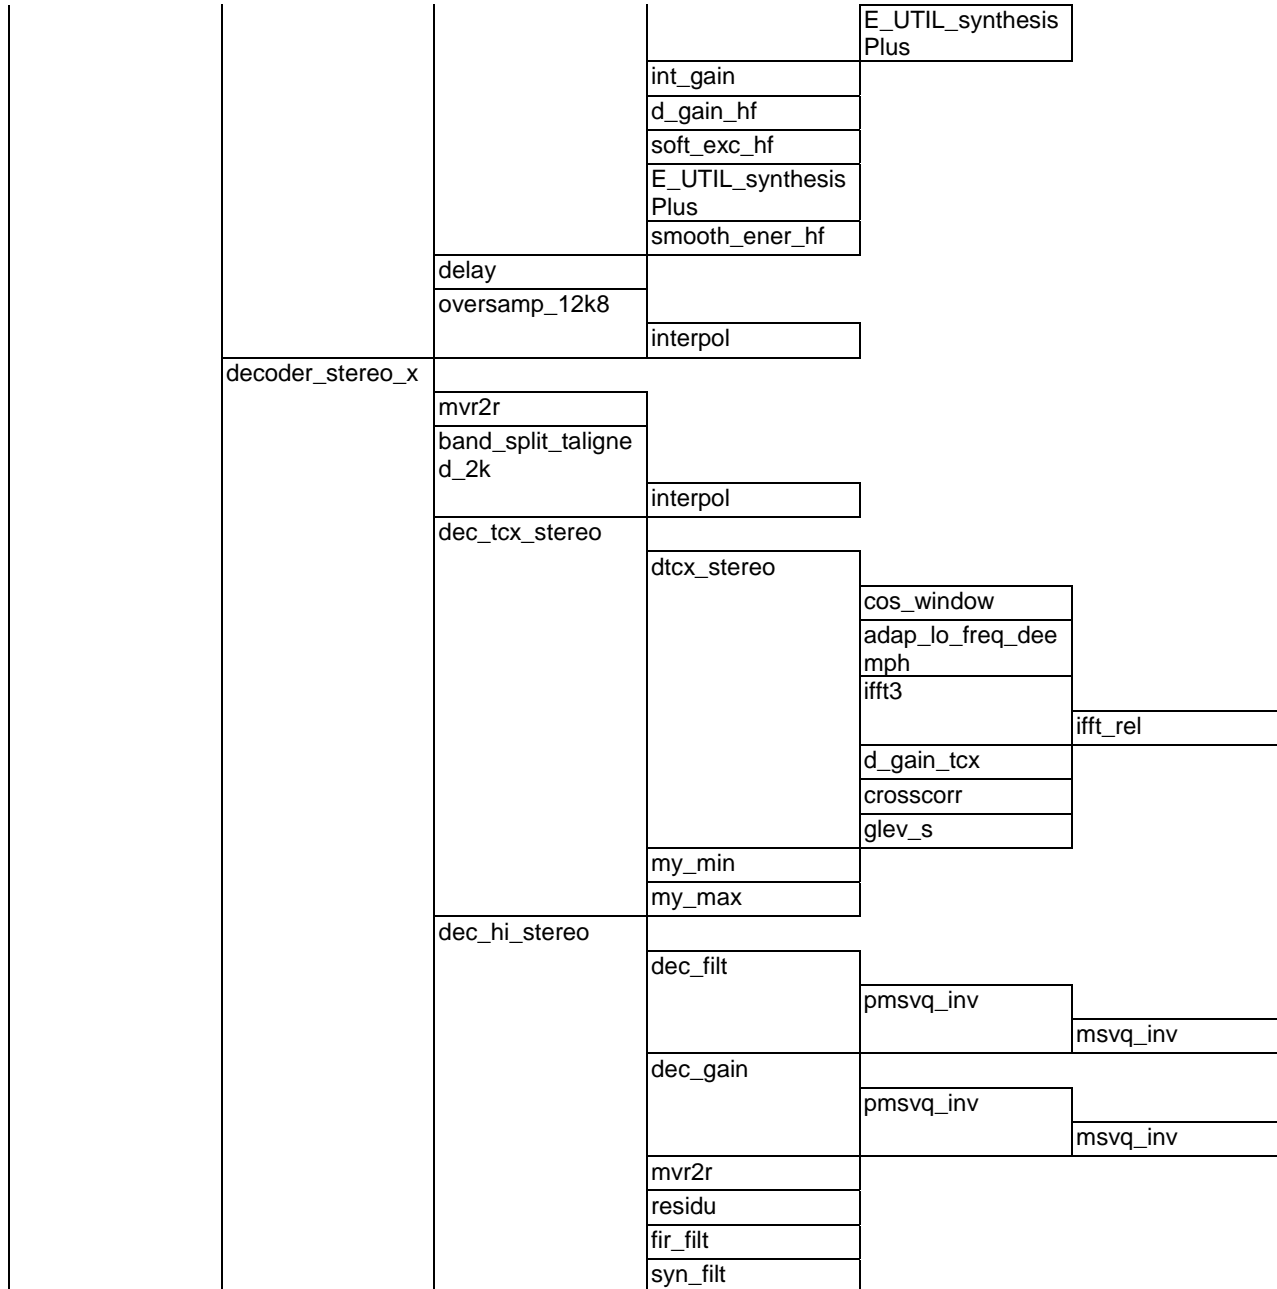 E_UTIL_synthesis
Plus
int_gain
d_gain_hf
soft_exc_hf
E_UTIL_synthesis
Plus
smooth_ener_hf
delay
oversamp_12k8
interpol
decoder_stereo_x
mvr2r
band_split_taligne
d_2k
interpol
dec_tcx_stereo
dtcx_stereo
cos_window
adap_lo_freq_dee
mph
ifft3
ifft_rel
d_gain_tcx
crosscorr
glev_s
my_min
my_max
dec_hi_stereo
dec_filt
pmsvq_inv
msvq_inv
dec_gain
pmsvq_inv
msvq_inv
mvr2r
residu
fir_filt
syn_filt